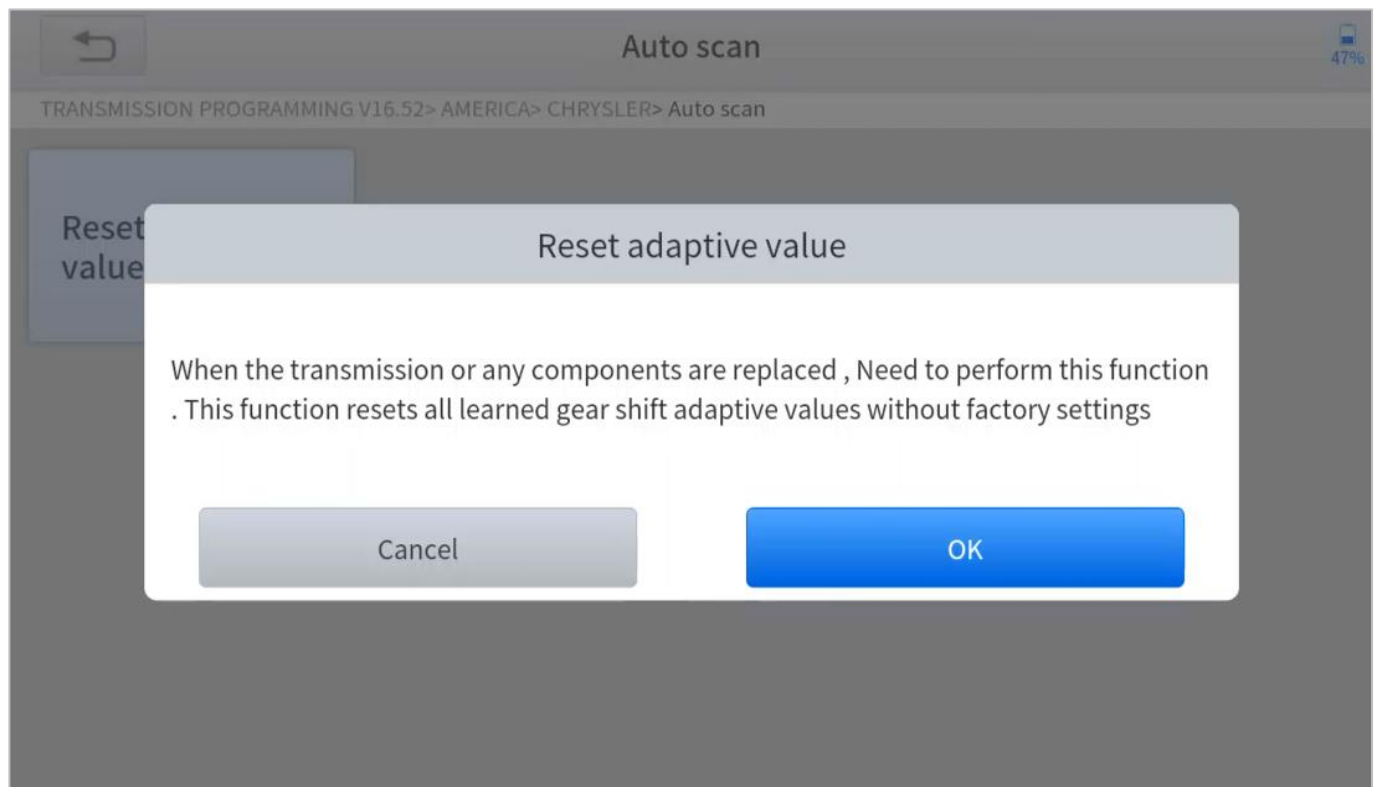 Auto scan
47%
TRANSMISSION PROGRAMMING V16.52> AMERICA> CHRYSLER> Auto scan
Reset
value
Reset adaptive value
When the transmission or any components are replaced , Need to perform this function
. This function resets all learned gear shift adaptive values without factory settings
Cancel
OK